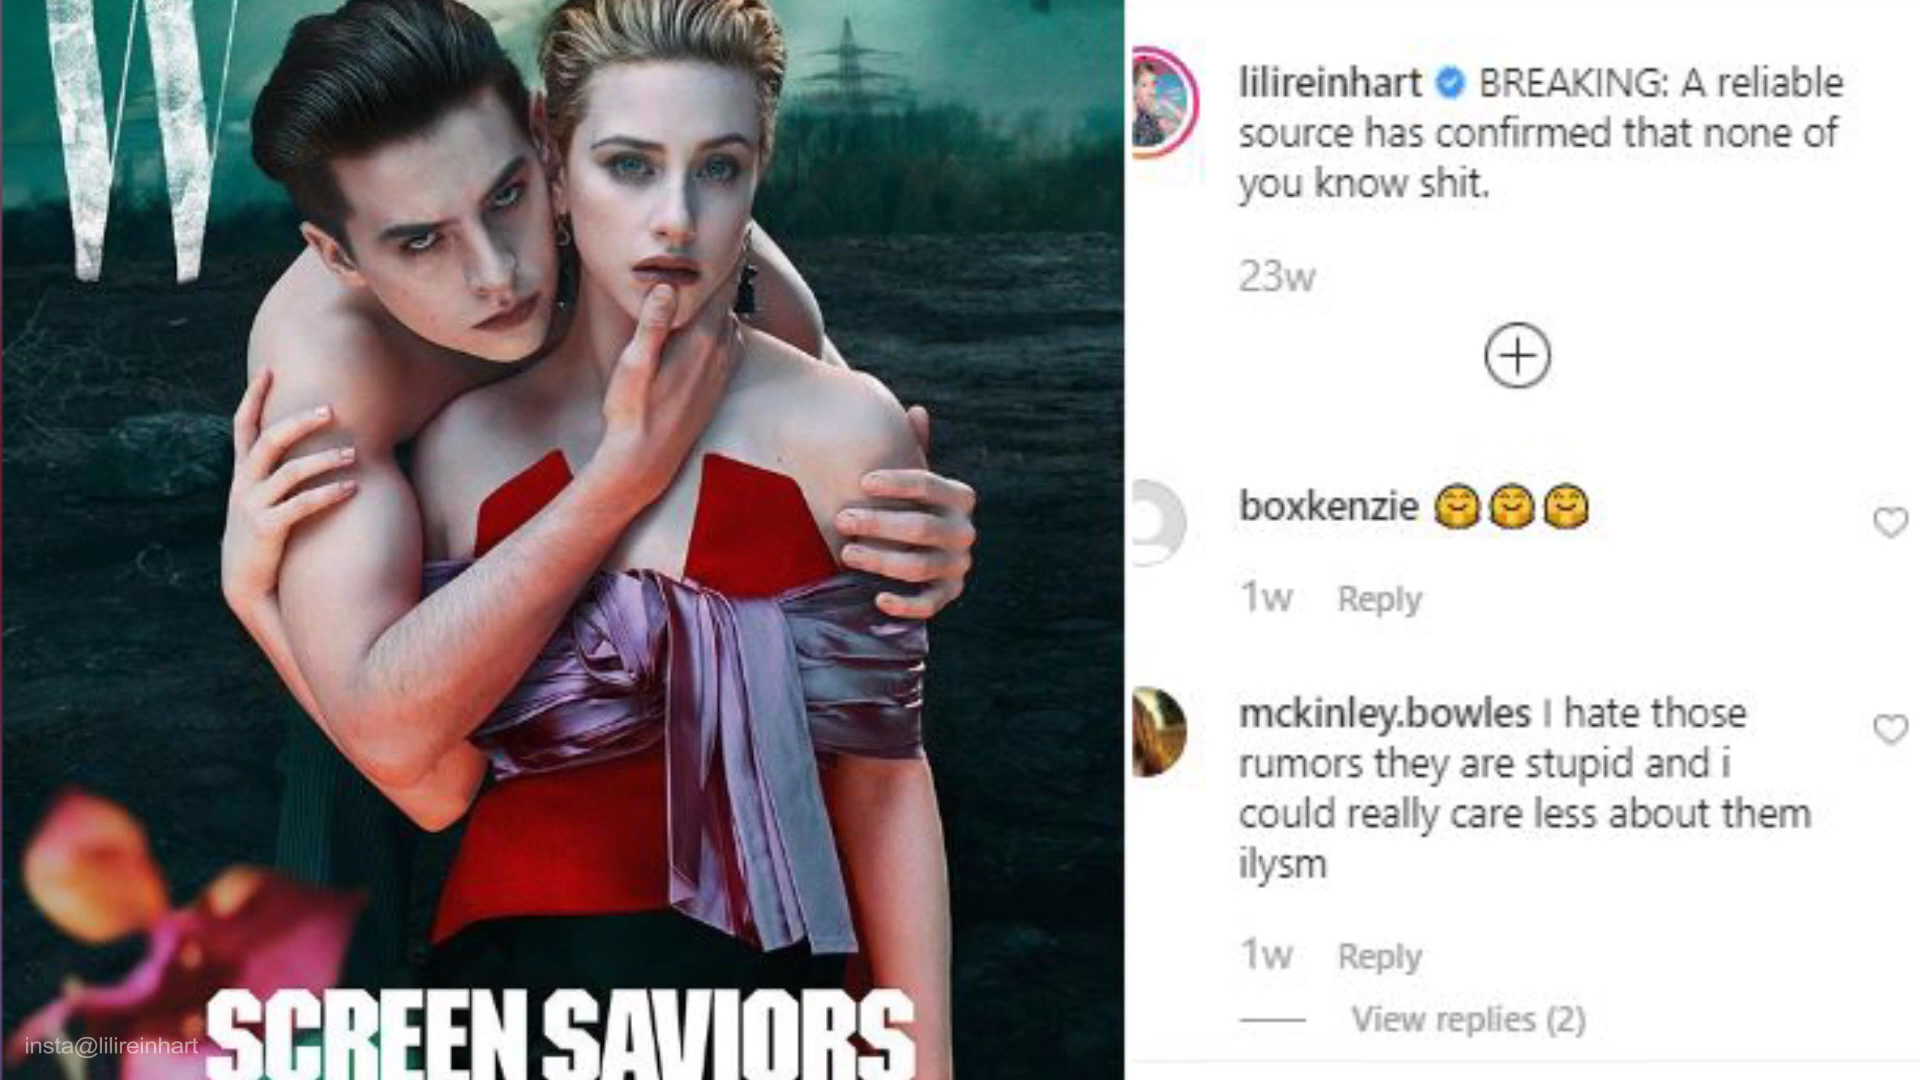 W
SCREEN SAVIORS
insta@lilireinhart
lilireinhart BREAKING: A reliable
source has confirmed that none of
you know shit.
23w
boxkenzie 🤗🤗🤗
1w Reply
mckinley.bowles I hate those
rumors they are stupid and i
could really care less about them
ilysm
1w Reply
View replies (2)